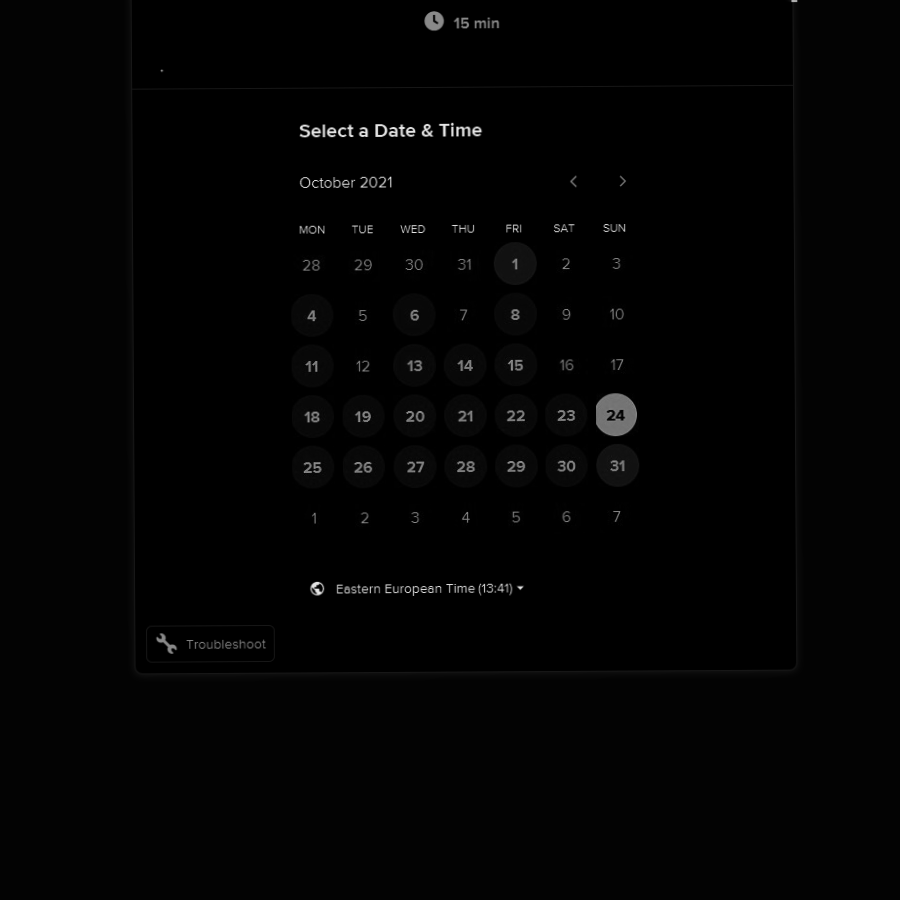 15 min
Select a Date & Time
October 2021
MON TUE WED THU FRI SAT SUN
28 29 30 31 1 2 3
4 5 6 7 8 9 10
11 12 13 14 15 16 17
18 19 20 21 22 23 24
25 26 27 28 29 30 31
1 2 3 4 5 6 7
Eastern European Time (13:41)
Troubleshoot